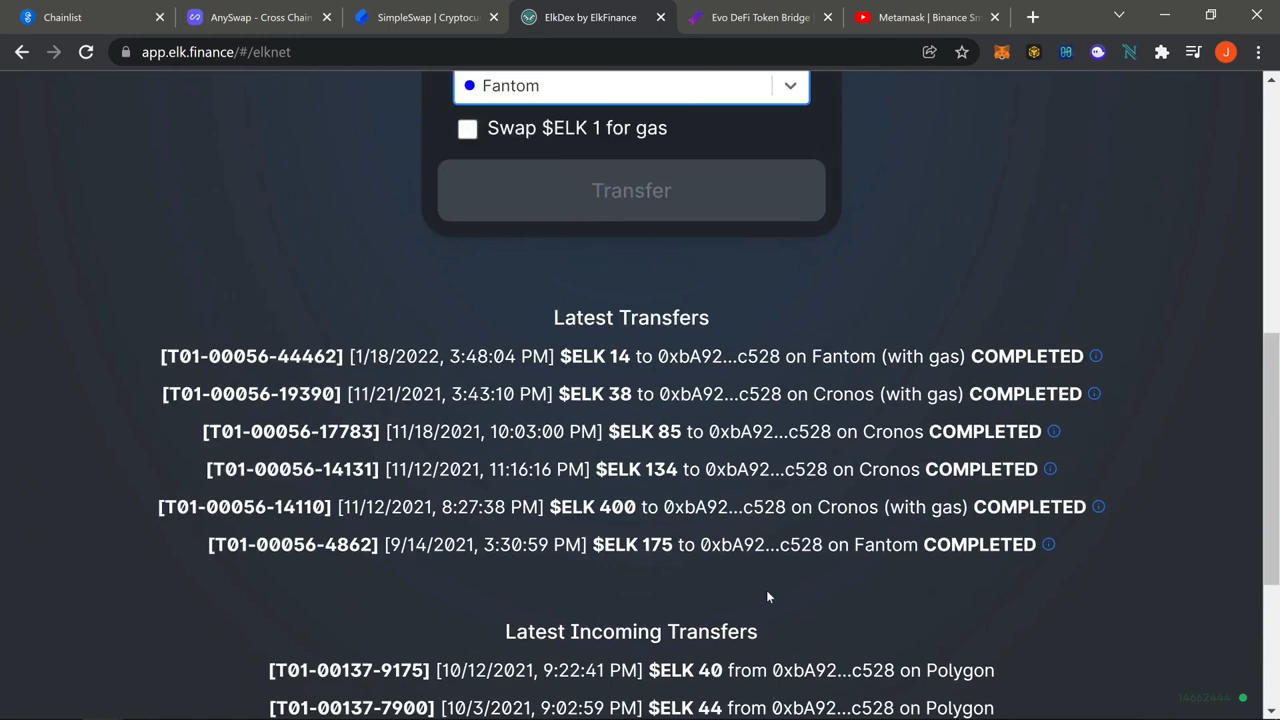 Chainlist
AnySwap - Cross Chain
SimpleSwap | Cryptocu
ElkDex by ElkFinance
Evo DeFi Token Bridge
Metamask | Binance Sm
app.elk.finance/#/elknet
J
Fantom
Swap $ELK 1 for gas
Transfer
Latest Transfers
[T01-00056-44462] [1/18/2022, 3:48:04 PM] $ELK 14 to 0xbA92...c528 on Fantom (with gas) COMPLETED
[T01-00056-19390] [11/21/2021, 3:43:10 PM] $ELK 38 to 0xbA92...c528 on Cronos (with gas) COMPLETED
[T01-00056-17783] [11/18/2021, 10:03:00 PM] $ELK 85 to 0xbA92...c528 on Cronos COMPLETED
[T01-00056-14131] [11/12/2021, 11:16:16 PM] $ELK 134 to 0xbA92...c528 on Cronos COMPLETED
[T01-00056-14110] [11/12/2021, 8:27:38 PM] $ELK 400 to 0xbA92...c528 on Cronos (with gas) COMPLETED
[T01-00056-4862] [9/14/2021, 3:30:59 PM] $ELK 175 to 0xbA92...c528 on Fantom COMPLETED
Latest Incoming Transfers
[T01-00137-9175] [10/12/2021, 9:22:41 PM] $ELK 40 from 0xbA92...c528 on Polygon
[T01-00137-7900] [10/3/2021, 9:02:59 PM] $ELK 44 from 0xbA92...c528 on Polygon
14662444